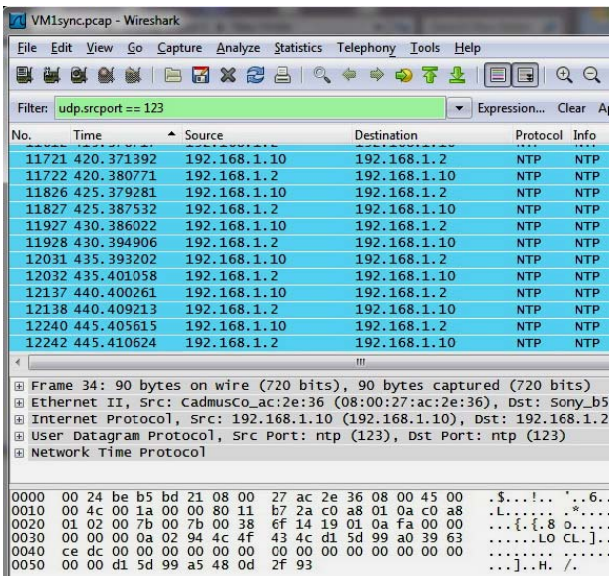 VM1sync.pcap - Wireshark
File Edit View Go Capture Analyze Statistics Telephony Tools Help
Filter: udp.srcport == 123 Expression... Clear
No. Time Source Destination Protocol Info
11721 420.371392 192.168.1.10 192.168.1.2 NTP NTP
11722 420.380771 192.168.1.2 192.168.1.10 NTP NTP
11826 425.379281 192.168.1.10 192.168.1.2 NTP NTP
11827 425.387532 192.168.1.2 192.168.1.10 NTP NTP
11927 430.386022 192.168.1.10 192.168.1.2 NTP NTP
11928 430.394906 192.168.1.2 192.168.1.10 NTP NTP
12031 435.393202 192.168.1.10 192.168.1.2 NTP NTP
12032 435.401058 192.168.1.2 192.168.1.10 NTP NTP
12137 440.400261 192.168.1.10 192.168.1.2 NTP NTP
12138 440.409213 192.168.1.2 192.168.1.10 NTP NTP
12240 445.405615 192.168.1.10 192.168.1.2 NTP NTP
12242 445.410624 192.168.1.2 192.168.1.10 NTP NTP
Frame 34: 90 bytes on wire (720 bits), 90 bytes captured (720 bits)
Ethernet II, Src: CadmusCo_ac:2e:36 (08:00:27:ac:2e:36), Dst: Sony_b5
Internet Protocol, Src: 192.168.1.10 (192.168.1.10), Dst: 192.168.1.2
User Datagram Protocol, Src Port: ntp (123), Dst Port: ntp (123)
Network Time Protocol
0000 00 24 be b5 bd 21 08 00 27 ac 2e 36 08 00 45 00 .$...!.. '..6..
0010 00 4c 00 1a 00 00 80 11 b7 2a c0 a8 01 0a c0 a8 .L...... .*....
0020 01 02 00 7b 00 7b 00 38 6f 14 19 01 0a fa 00 00 ...{.{.8 o.....
0030 00 00 00 0a 02 94 4c 4f 43 4c d1 5d 99 a0 39 63 ......LO CL.]..
0040 ce dc 00 00 00 00 00 00 00 00 00 00 00 00 00 00 ........ .......
0050 00 00 d1 5d 99 a5 48 0d 2f 93 ...]..H. /.